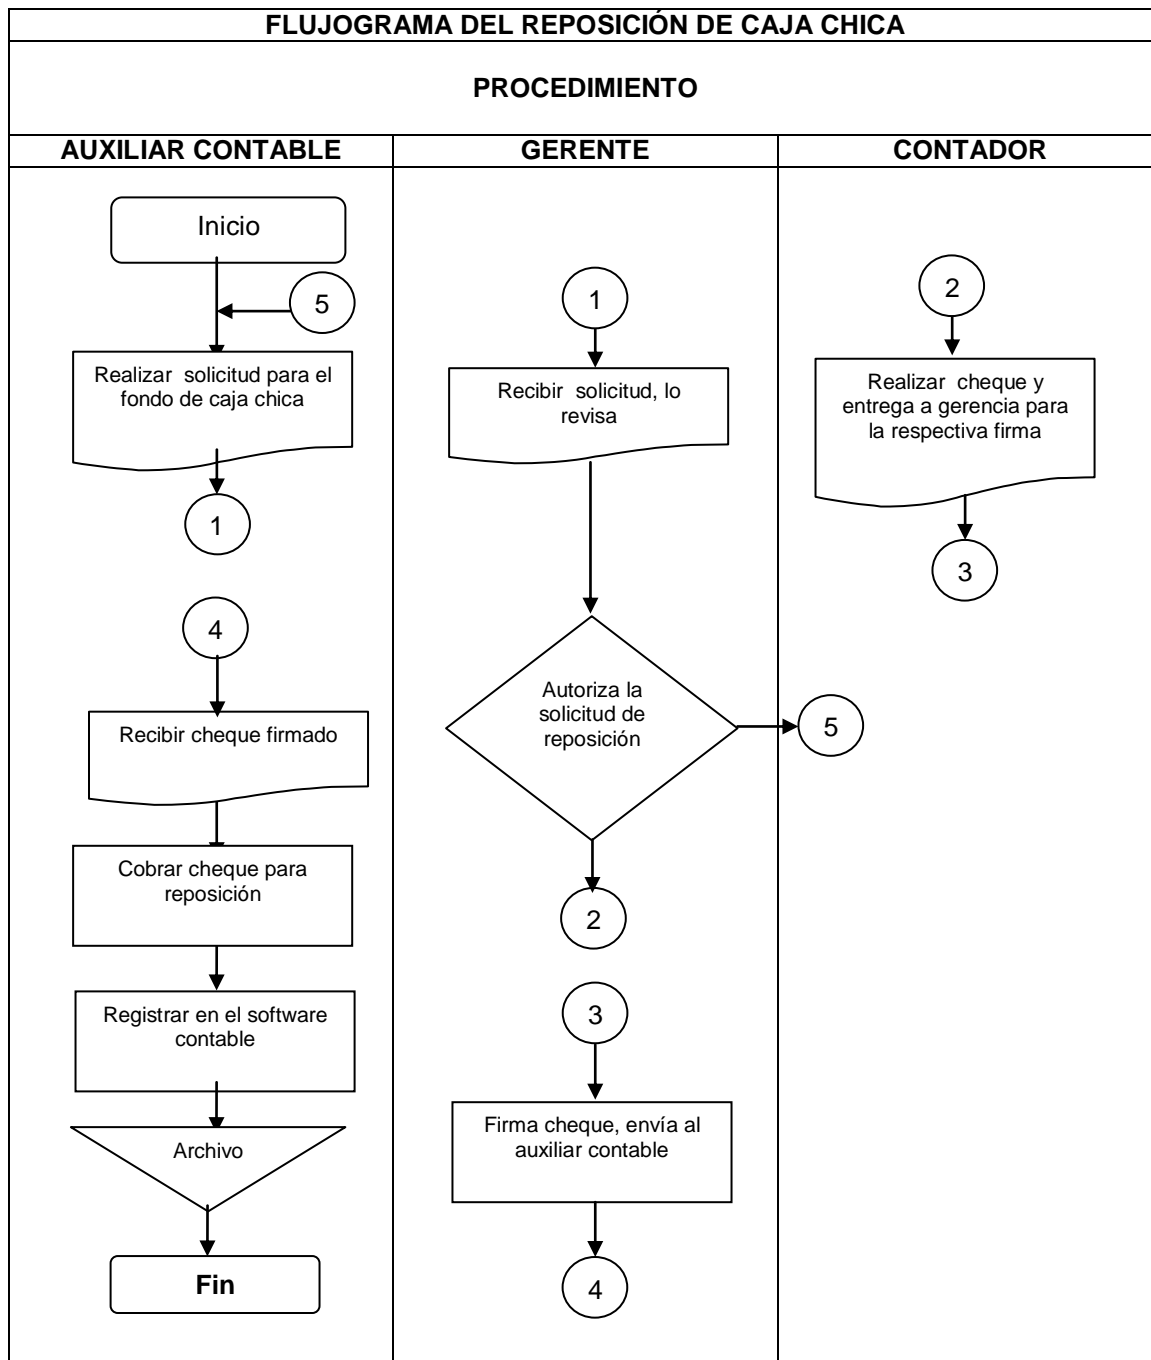 FLUJOGRAMA DEL REPOSICIÓN DE CAJA CHICA
PROCEDIMIENTO
AUXILIAR CONTABLE
GERENTE
CONTADOR
Inicio
5
Realizar solicitud para el
fondo de caja chica
1
4
Recibir cheque firmado
Cobrar cheque para
reposición
Registrar en el software
contable
Archivo
Fin
1
Recibir solicitud, lo
revisa
Autoriza la
solicitud de
reposición
2
3
Firma cheque, envía al
auxiliar contable
4
2
Realizar cheque y
entrega a gerencia para
la respectiva firma
3
5